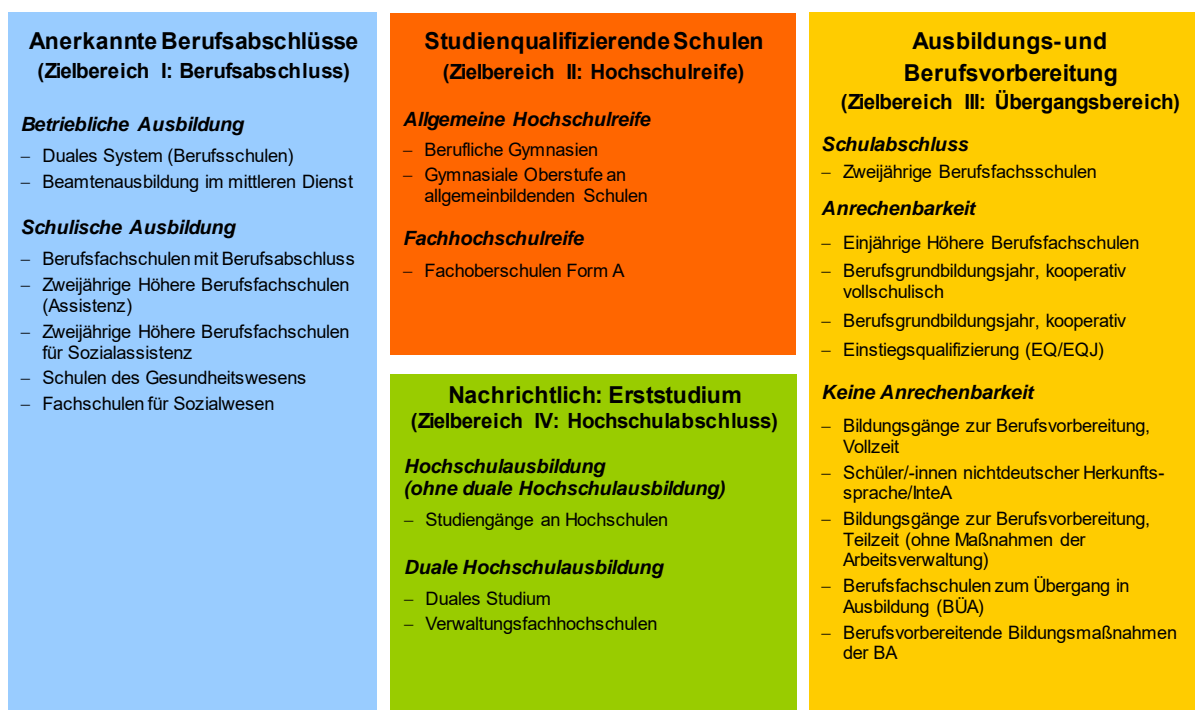 Anerkannte Berufsabschlüsse
(Zielbereich I: Berufsabschluss)
Betriebliche Ausbildung
– Duales System (Berufsschulen)
– Beamtenausbildung im mittleren Dienst
Schulische Ausbildung
– Berufsfachschulen mit Berufsabschluss
– Zweijährige Höhere Berufsfachschulen
(Assistenz)
– Zweijährige Höhere Berufsfachschulen
für Sozialassistenz
– Schulen des Gesundheitswesens
– Fachschulen für Sozialwesen
Studienqualifizierende Schulen
(Zielbereich II: Hochschulreife)
Allgemeine Hochschulreife
– Berufliche Gymnasien
– Gymnasiale Oberstufe an
allgemeinbildenden Schulen
Fachhochschulreife
– Fachoberschulen Form A
Nachrichtlich: Erststudium
(Zielbereich IV: Hochschulabschluss)
Hochschulausbildung
(ohne duale Hochschulausbildung)
– Studiengänge an Hochschulen
Duale Hochschulausbildung
– Duales Studium
– Verwaltungsfachhochschulen
Ausbildungs- und
Berufsvorbereitung
(Zielbereich III: Übergangsbereich)
Schulabschluss
– Zweijährige Berufsfachsschulen
Anrechenbarkeit
– Einjährige Höhere Berufsfachschulen
– Berufsgrundbildungsjahr, kooperativ
vollschulisch
– Berufsgrundbildungsjahr, kooperativ
– Einstiegsqualifizierung (EQ/EQJ)
Keine Anrechenbarkeit
– Bildungsgänge zur Berufsvorbereitung,
Vollzeit
– Schüler/-innen nichtdeutscher Herkunfts-
sprache/InteA
– Bildungsgänge zur Berufsvorbereitung,
Teilzeit (ohne Maßnahmen der
Arbeitsverwaltung)
– Berufsfachschulen zum Übergang in
Ausbildung (BÜA)
– Berufsvorbereitende Bildungsmaßnahmen
der BA